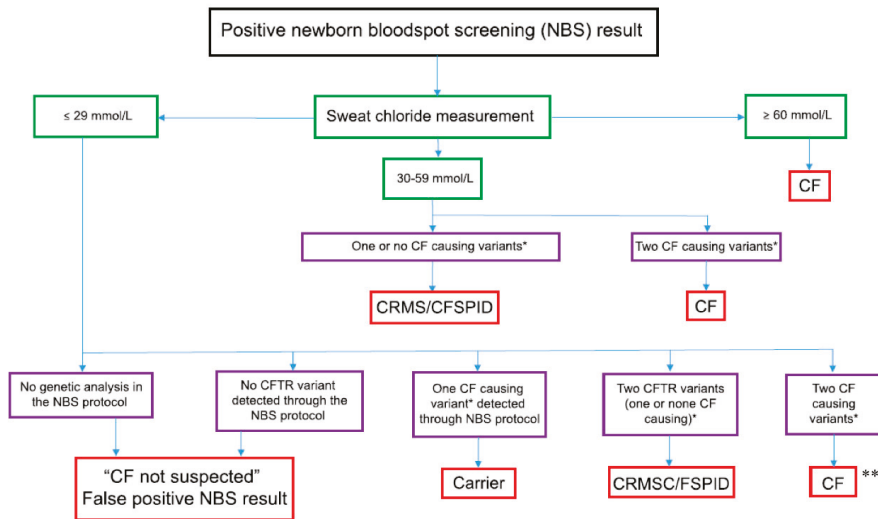 Positive newborn bloodspot screening (NBS) result
≤ 29 mmol/L
Sweat chloride measurement
≥ 60 mmol/L
30-59 mmol/L
CF
One or no CF causing variants*
Two CF causing variants*
CRMS/CFSPID
CF
No genetic analysis in
the NBS protocol
No CFTR variant
detected through the
NBS protocol
One CF causing
variant* detected
through NBS protocol
Two CFTR variants
(one or none CF
causing)*
Two CF
causing
variants*
“CF not suspected”
False positive NBS result
Carrier
CRMSC/FSPID
CF **